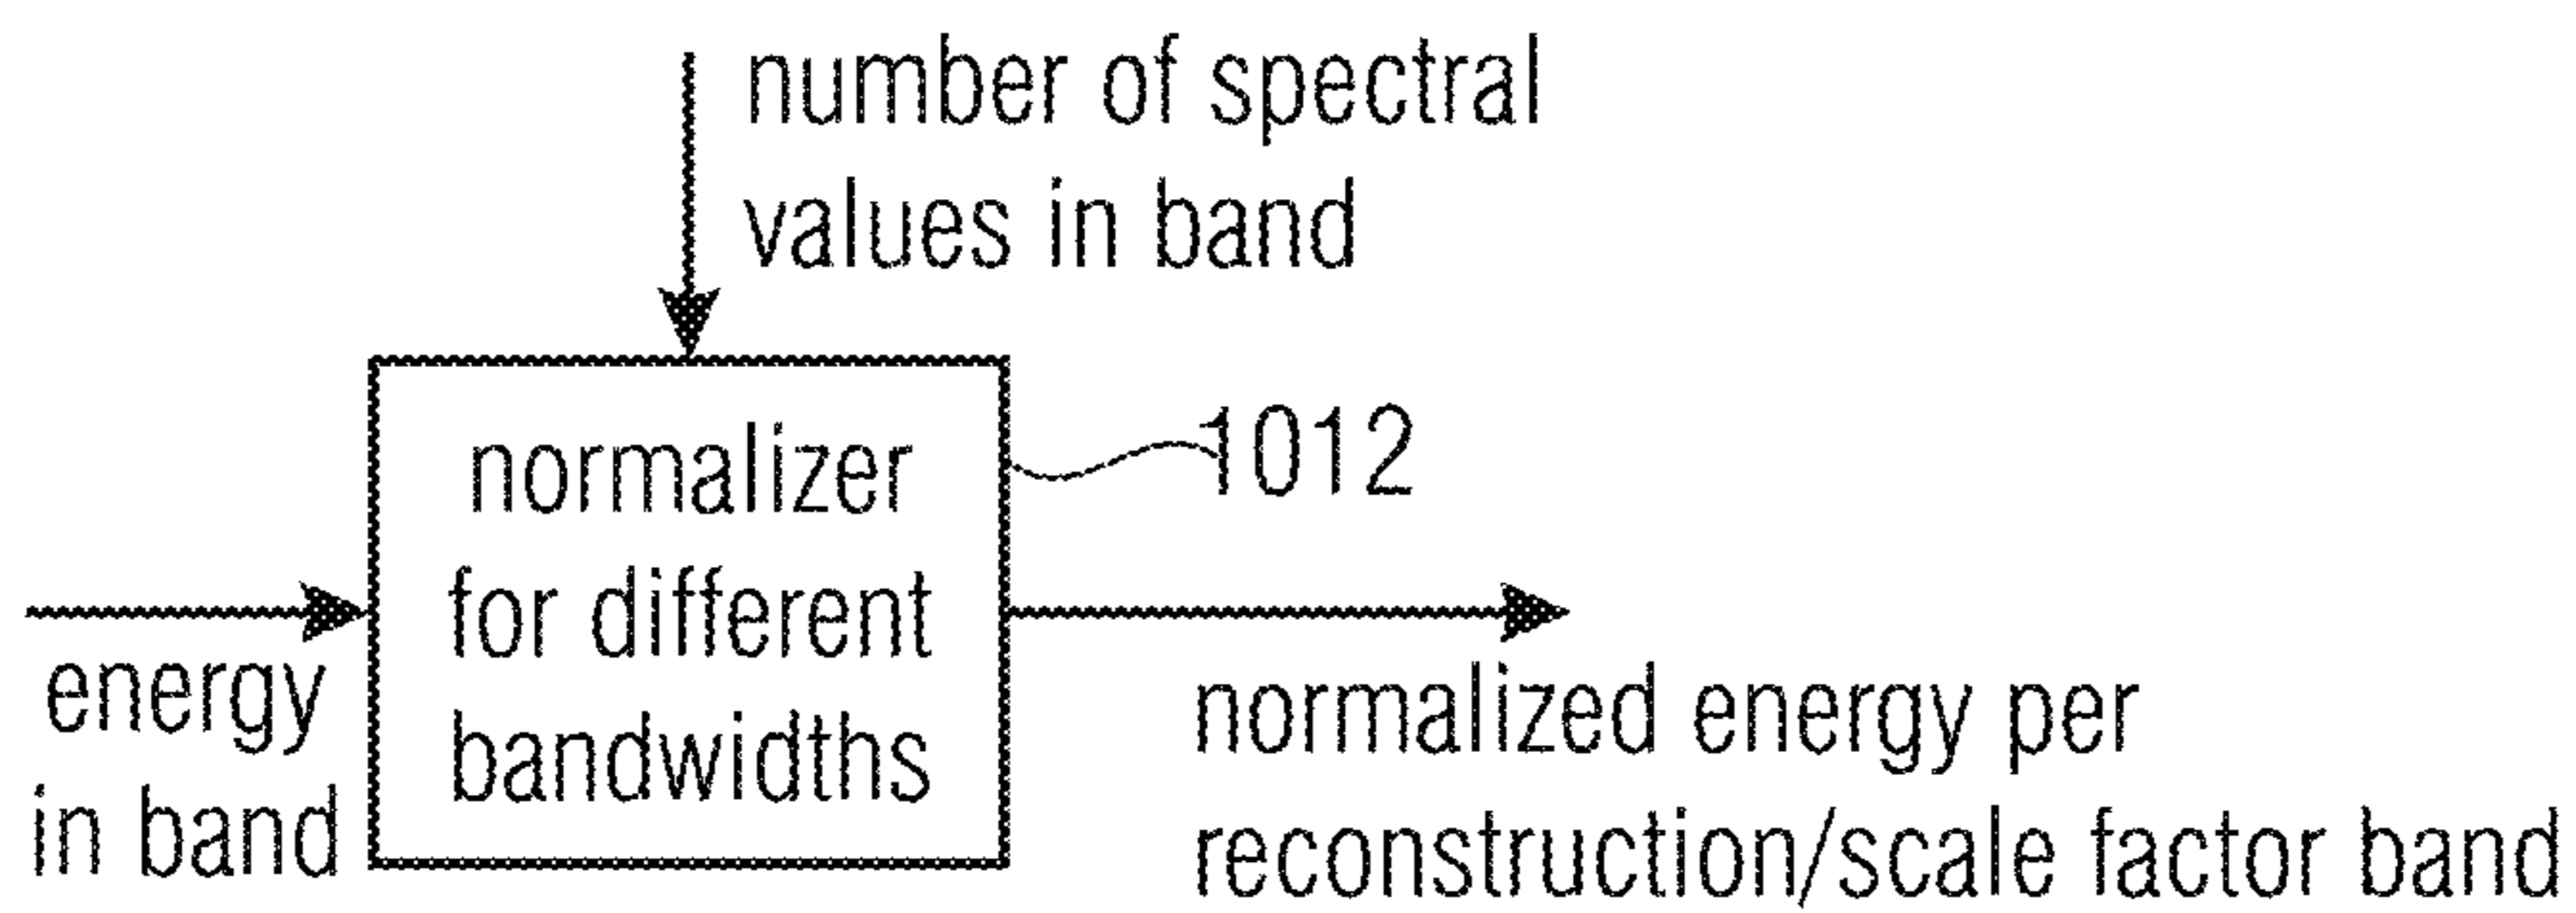 number of spectral
values in band
normalizer
for different
bandwidths
1012
energy
in band
normalized energy per
reconstruction/scale factor band